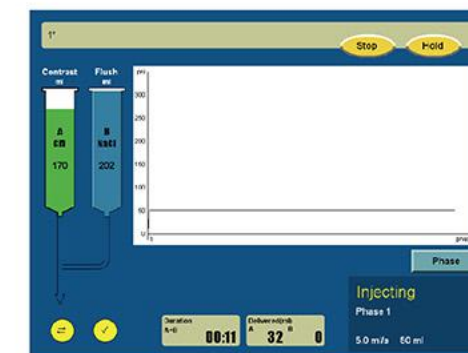 1"
Stop
Hold
Contrast
ml
Flush
ml
psi
300
250
200
150
100
50
0
A
CM
170
B
NaCl
202
Phase
Duration
A+B
00:11
Delivered(ml)
A
32
B
0
Injecting
Phase 1
5.0 ml/s 60 ml